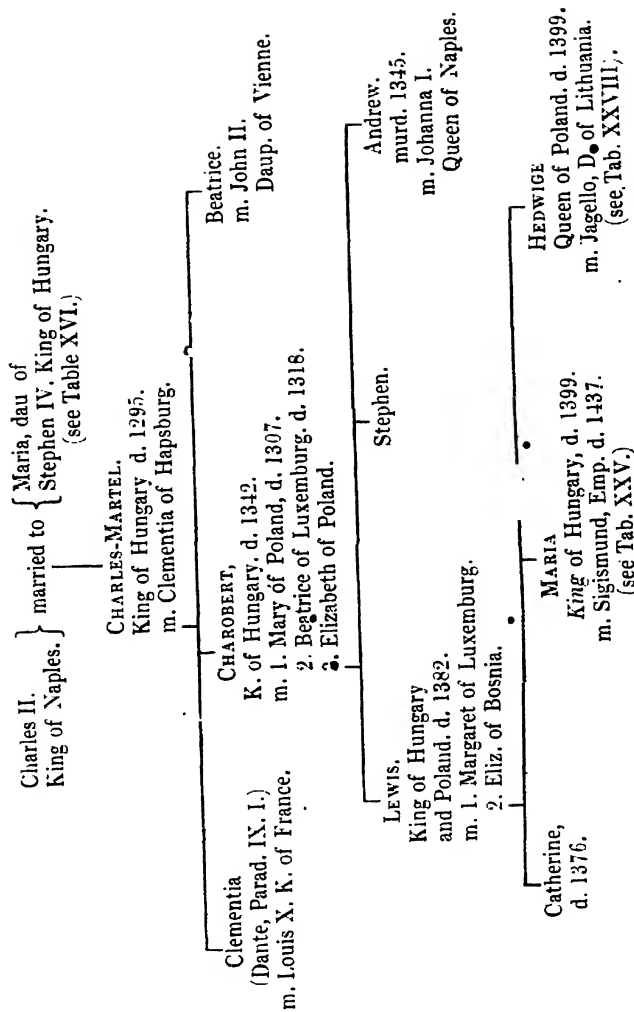 Charles II.
King of Naples.
married to
Maria, dau of
Stephen IV. King of Hungary.
(see Table XVI.)
CHARLES-MARTEL.
King of Hungary d. 1295.
m. Clementia of Hapsburg.
Clementia
(Dante, Parad. IX. 1.)
m. Louis X. K. of France.
CHAROBERT,
K. of Hungary. d. 1342.
m. 1. Mary of Poland, d. 1307.
2. Beatrice of Luxemburg. d. 1318.
3. Elizabeth of Poland.
Beatrice.
m. John II.
Daup. of Vienne.
LEWIS.
King of Hungary
and Poland. d. 1382.
m. 1. Margaret of Luxemburg.
2. Eliz. of Bosnia.
Stephen.
Andrew.
murd. 1345.
m. Johanna I.
Queen of Naples.
Catherine,
d. 1376.
MARIA
King of Hungary, d. 1399.
m. Sigismund, Emp. d. 1437.
(see Tab. XXV.)
HEDWIGE
Queen of Poland. d. 1399.
m. Jagello, D. of Lithuania.
(see Tab. XXVIII.